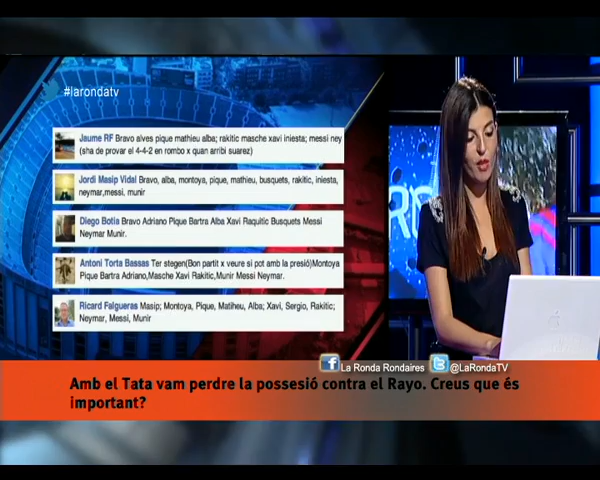 #larondatv
Jaume RF Bravo alves pique mathieu alba; rakitic masche xavi iniesta; messi ney
(sha de provar el 4-4-2 en rombo x quan arribi suarez)
Jordi Masip Vidal Bravo, alba, montoya, pique, mathieu, busquets, rakitic, iniesta,
neymar,messi, munir
Diego Botia Bravo Adriano Pique Bartra Alba Xavi Raquitic Busquets Messi
Neymar Munir.
Antoni Torta Bassas Ter stegen(Bon partit x veure si pot amb la presió)Montoya
Pique Bartra Adriano,Masche Xavi Rakitic,Munir Messi Neymar.
Ricard Falgueras Masip; Montoya, Pique, Matiheu, Alba; Xavi, Sergio, Rakitic;
Neymar, Messi, Munir
La Ronda Rondaires @LaRondaTV
Amb el Tata vam perdre la possesió contra el Rayo. Creus que és
important?